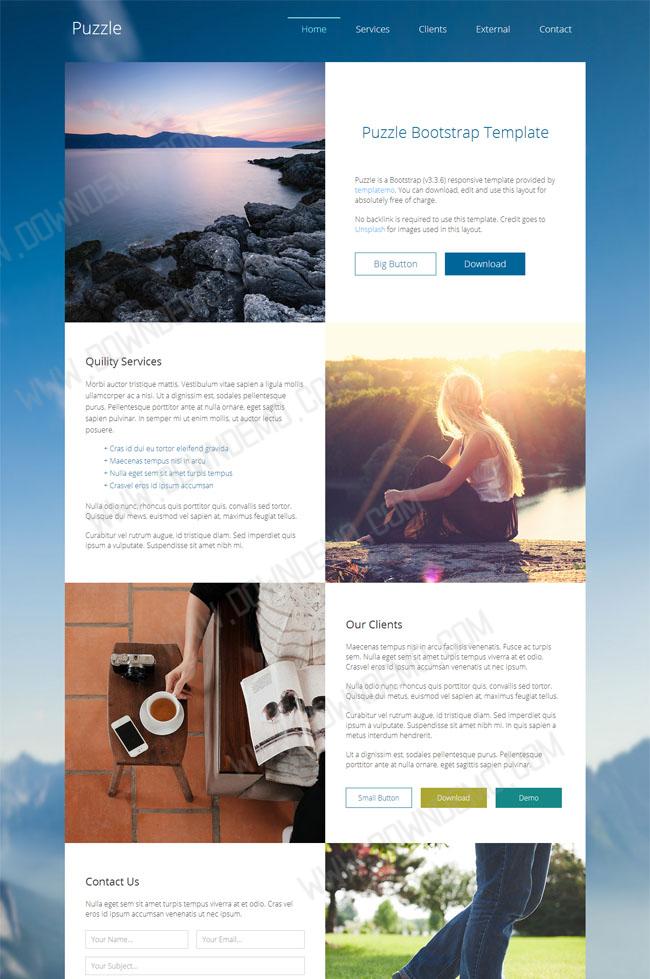 Puzzle
Home Services Clients External Contact
Puzzle Bootstrap Template
Puzzle is a Bootstrap (v3.3.6) responsive template provided by
templatemo. You can download, edit and use this layout for
absolutely free of charge.
No backlink is required to use this template. Credit goes to
Unsplash for images used in this layout.
Big Button Download
Quility Services
Morbi auctor tristique mattis. Vestibulum vitae sapien a ligula mollis
ullamcorper ac a nisl. Ut a dignissim est, sodales pellentesque
purus. Pellentesque porttitor ante at nulla ornare, eget sagittis
sapien pulvinar. In semper mi ut enim mollis, ut auctor lectus
posuere.
+ Cras id dui eu tortor eleifend gravida
+ Maecenas tempus nisl in arcu
+ Nulla eget sem sit amet turpis tempus
+ Crasvel eros id ipsum accumsan
Nulla odio nunc, rhoncus quis porttitor quis, convallis sed tortor.
Quisque dui mews, euismod vel sapien at, maximus feugiat tellus.
Curabitur vel rutrum augue, id tristique diam. Sed imperdiet quis
ipsum a vulputate. Suspendisse sit amet nibh mi.
Our Clients
Maecenas tempus nisl in arcu facilisis venenatis. Fusce ac turpis
sem. Nulla eget sem sit amet turpis tempus viverra at et odio.
Crasvel eros id ipsum accumsan venenatis ut nec ipsum.
Nulla odio nunc, rhoncus quis porttitor quis, convallis sed tortor.
Quisque dui metus, euismod vel sapien at, maximus feugiat tellus.
Curabitur vel rutrum augue, id tristique diam. Sed imperdiet quis
ipsum a vulputate. Suspendisse sit amet nibh mi. In quis sapien a
metus interdum hendrerit.
Ut a dignissim est, sodales pellentesque purus. Pellentesque
porttitor ante at nulla ornare, eget sagittis sapien pulvinar.
Small Button Download Demo
Contact Us
Nulla eget sem sit amet turpis tempus viverra at et odio. Cras vel
eros id ipsum accumsan venenatis ut nec ipsum.
Your Name... Your Email...
Your Subject...
WWW.DOWNDEMO.COM